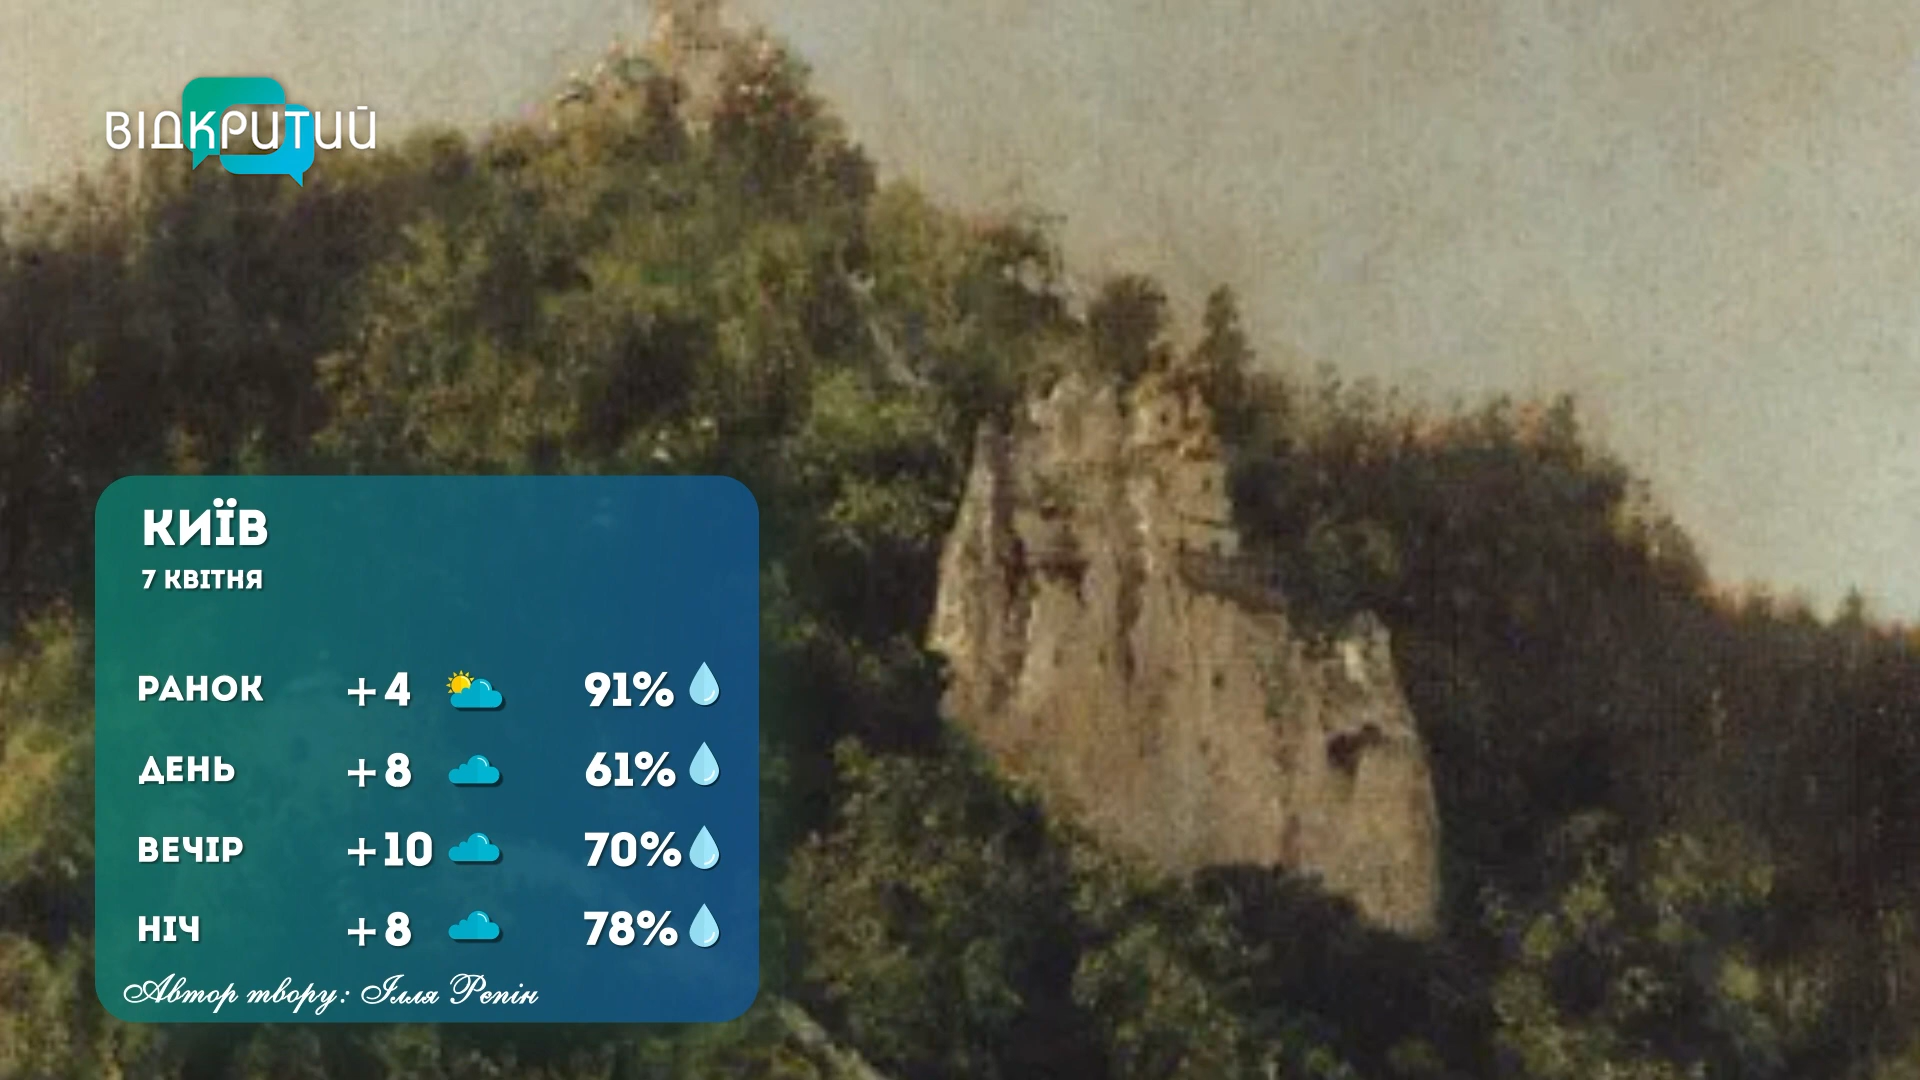 ВІДКРИТИЙ
КИЇВ
7 КВІТНЯ
РАНОК +4 91%
ДЕНЬ +8 61%
ВЕЧІР +10 70%
НІЧ +8 78%
Автор твору: Ілля Репін